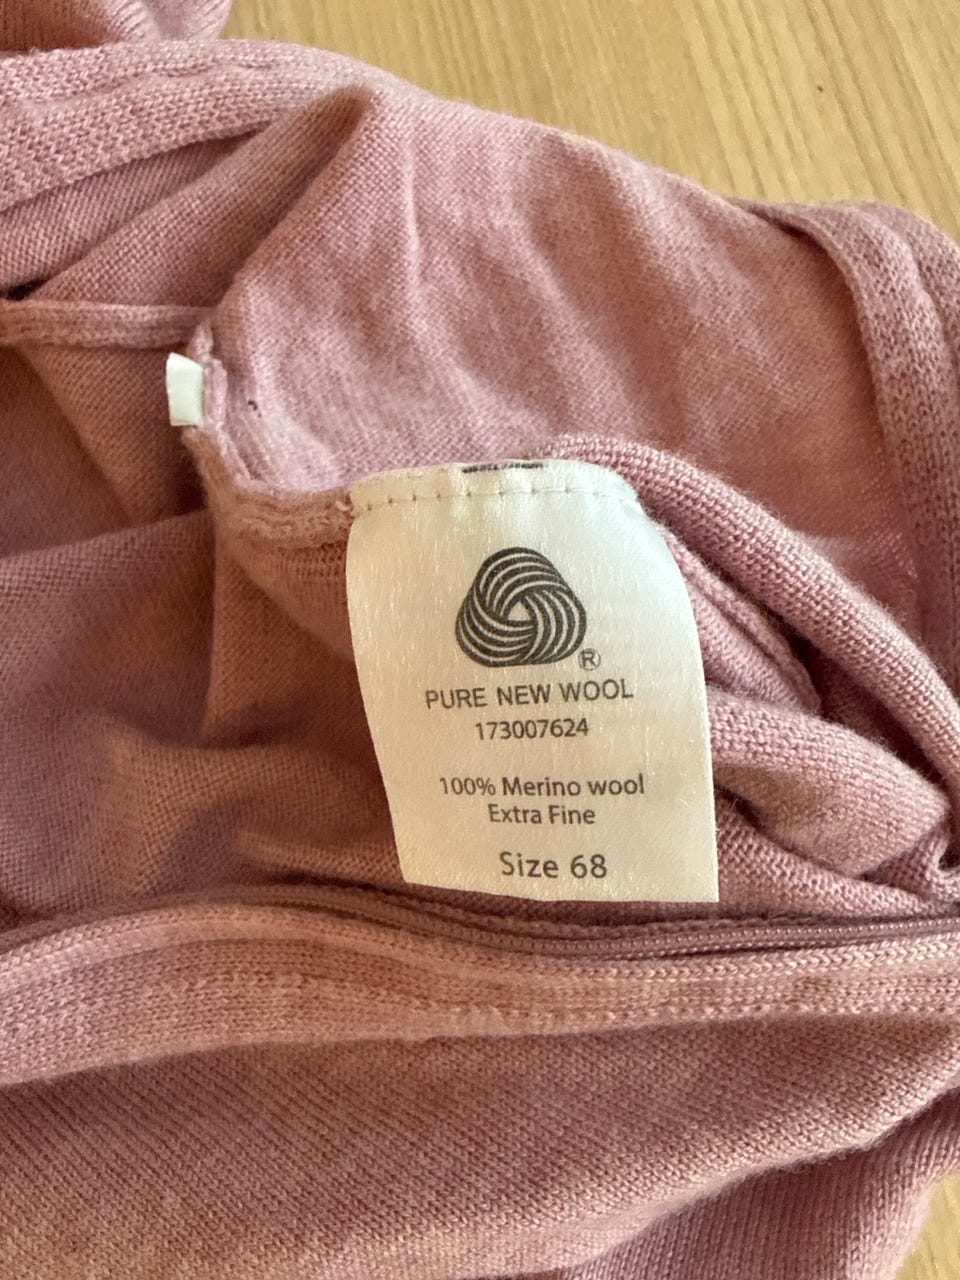 ®
PURE NEW WOOL
173007624
100% Merino wool
Extra Fine
Size 68